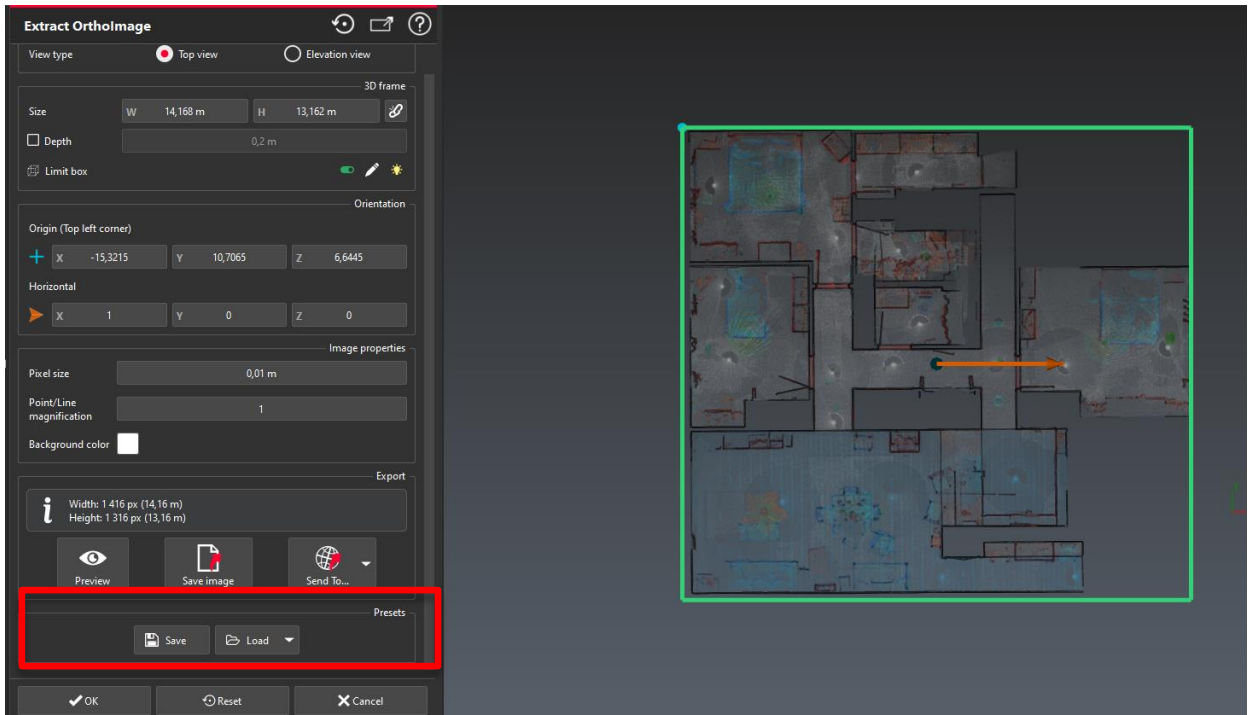 Extract OrthoImage
View type Top view Elevation view
3D frame
Size W 14,168 m H 13,162 m
Depth 0,2 m
Limit box
Orientation
Origin (Top left corner)
X -15,3215 Y 10,7065 Z 6,6445
Horizontal
X 1 Y 0 Z 0
Image properties
Pixel size 0,01 m
Point/Line
magnification 1
Background color
Export
Width: 1 416 px (14,16 m)
Height: 1 316 px (13,16 m)
Preview Save image Send To...
Presets
Save Load
OK Reset Cancel